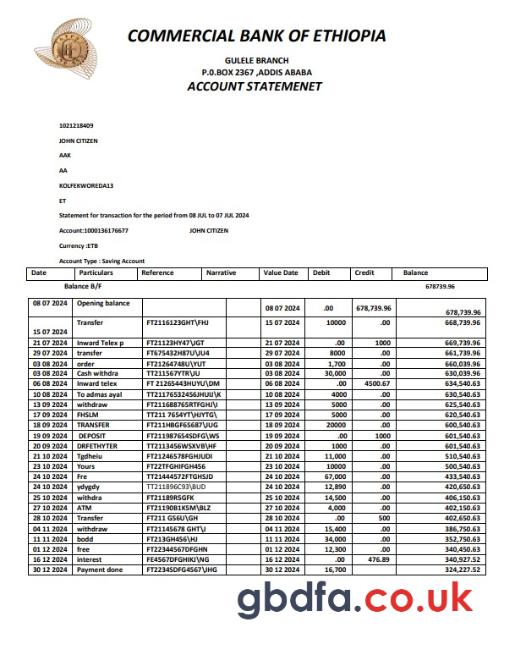 COMMERCIAL BANK OF ETHIOPIA
GULELE BRANCH
P.O.BOX 2367 ,ADDIS ABABA
ACCOUNT STATEMENET
1021218409
JOHN CITIZEN
AAK
AA
KOLFEKWOREDA13
ET
Statement for transaction for the period from 08 JUL to 07 JUL 2024
Account:1000136176677 JOHN CITIZEN
Currency :ETB
Account Type : Saving Account
Date Particulars Reference Narrative Value Date Debit Credit Balance
Balance B/F 678739.96
08 07 2024 Opening balance 08 07 2024 .00 678,739.96 678,739.96
15 07 2024 Transfer FT2116123GHT\FHJ 15 07 2024 10000 .00 668,739.96
21 07 2024 Inward Telex p FT21123HY47\JGT 21 07 2024 .00 1000 669,739.96
29 07 2024 transfer FT675432H87U\JU4 29 07 2024 8000 .00 661,739.96
03 08 2024 order FT21264748U\YUT 03 08 2024 1,700 .00 660,039.96
03 08 2024 Cash withdra TT211567YTR\JU 03 08 2024 30,000 .00 630,039.96
06 08 2024 Inward telex FT 21265443HUYU\DM 06 08 2024 .00 4500.67 634,540.63
10 08 2024 To admas ayal TT21176532456JHUU\K 10 08 2024 4000 .00 630,540.63
13 09 2024 withdraw FT2116B8765RTFGHJ\J 13 09 2024 5000 .00 625,540.63
17 09 2024 FHSLM TT211 7654YT\HJYTG\ 17 09 2024 5000 .00 620,540.63
18 09 2024 TRANSFER FT211HBGF65687\UUG 18 09 2024 20000 .00 600,540.63
19 09 2024 DEPOSIT FT2119B7654SDFG\WS 19 09 2024 .00 1000 601,540.63
20 09 2024 DRFETHYTER TT2113456WSXVB\HF 20 09 2024 1000 .00 601,540.63
21 10 2024 Tgdheiu FT21246578FGHJUDI 21 10 2024 11,000 .00 510,540.63
23 10 2024 Yours FT22TFGHIFGH456 23 10 2024 10000 .00 500,540.63
24 10 2024 Fre TT21444572FTGHSJD 24 10 2024 67,000 .00 433,540.63
24 10 2024 ydypdy TT211896C93\BUD 24 10 2024 12,890 .00 420,650.63
25 10 2024 withdra FT21189RSGFK 25 10 2024 14,500 .00 406,150.63
27 10 2024 ATM FT21190B1K5M\BLZ 27 10 2024 4,000 .00 402,150.63
28 10 2024 Transfer FT211 G56U\GH 28 10 2024 .00 500 402,650.63
04 11 2024 withdraw FT21145678 GHT\J 04 11 2024 15,400 .00 386,750.63
11 11 2024 bodd FT213GH456\HJ 11 11 2024 34,000 .00 352,750.63
01 12 2024 free FT22344567DFGHN 01 12 2024 12,300 .00 340,450.63
16 12 2024 interest FE4567DFGHIKJ\NG 16 12 2024 .00 476.89 340,927.52
30 12 2024 Payment done FT22345DFG4567\JHG 30 12 2024 16,700 324,227.52
gbdfa.co.uk